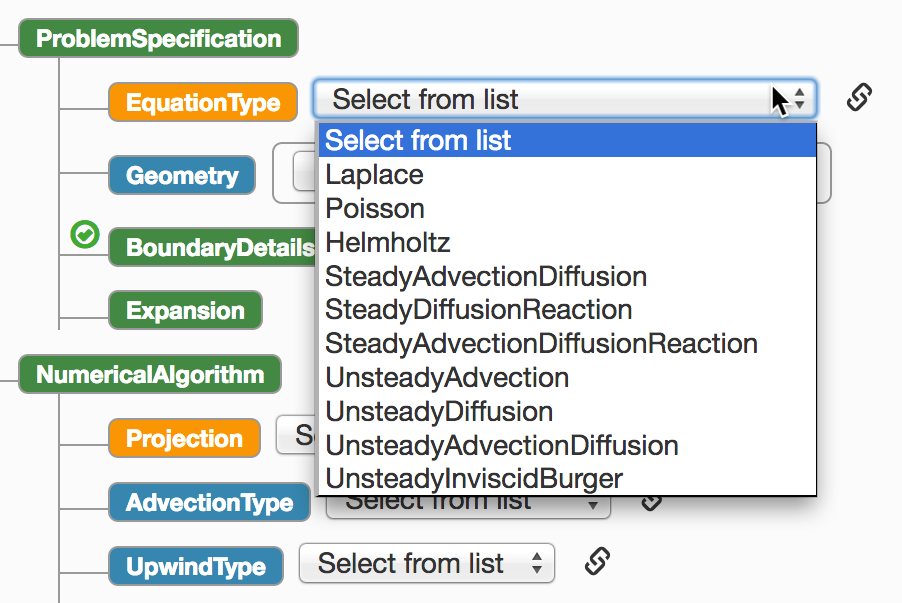 ProblemSpecification
EquationType Select from list
Select from list
Laplace
Geometry
Poisson
Helmholtz
BoundaryDetails
SteadyAdvectionDiffusion
SteadyDiffusionReaction
Expansion
SteadyAdvectionDiffusionReaction
NumericalAlgorithm
UnsteadyAdvection
UnsteadyDiffusion
Projection
UnsteadyAdvectionDiffusion
UnsteadyInviscidBurger
AdvectionType Select from list
UpwindType Select from list